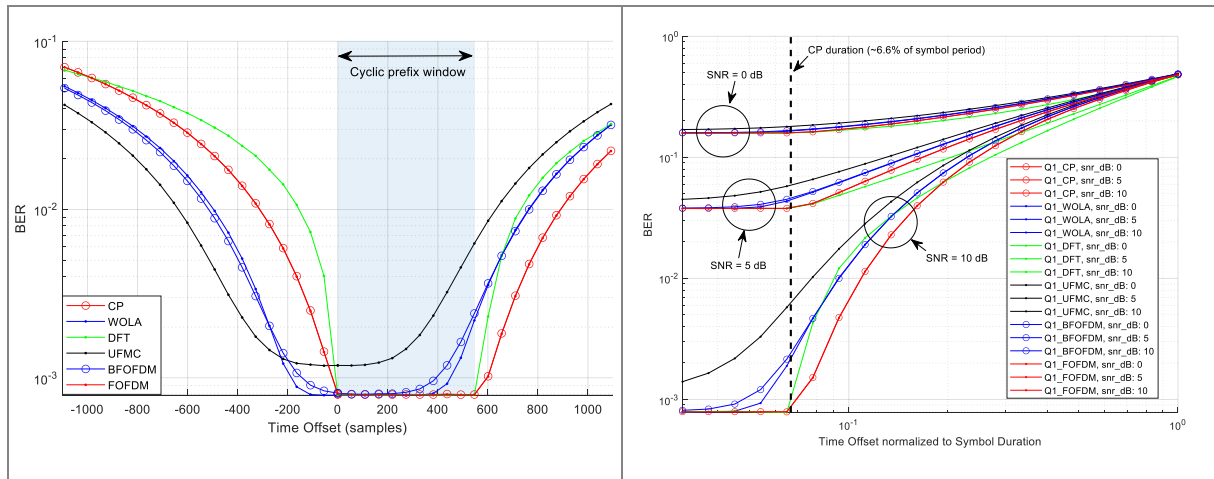 10^-1
10^-2
10^-3
BER
-1000 -800 -600 -400 -200 0 200 400 600 800 1000
Time Offset (samples)
Cyclic prefix window
CP
WOLA
DFT
UFMC
BFOFDM
FOFDM
10^0
10^-1
10^-2
10^-3
BER
10^-1 10^0
Time Offset normalized to Symbol Duration
CP duration (~6.6% of symbol period)
SNR = 0 dB
SNR = 5 dB
SNR = 10 dB
Q1_CP, snr_dB: 0
Q1_CP, snr_dB: 5
Q1_CP, snr_dB: 10
Q1_WOLA, snr_dB: 0
Q1_WOLA, snr_dB: 5
Q1_WOLA, snr_dB: 10
Q1_DFT, snr_dB: 0
Q1_DFT, snr_dB: 5
Q1_DFT, snr_dB: 10
Q1_UFMC, snr_dB: 0
Q1_UFMC, snr_dB: 5
Q1_UFMC, snr_dB: 10
Q1_BFOFDM, snr_dB: 0
Q1_BFOFDM, snr_dB: 5
Q1_BFOFDM, snr_dB: 10
Q1_FOFDM, snr_dB: 0
Q1_FOFDM, snr_dB: 5
Q1_FOFDM, snr_dB: 10